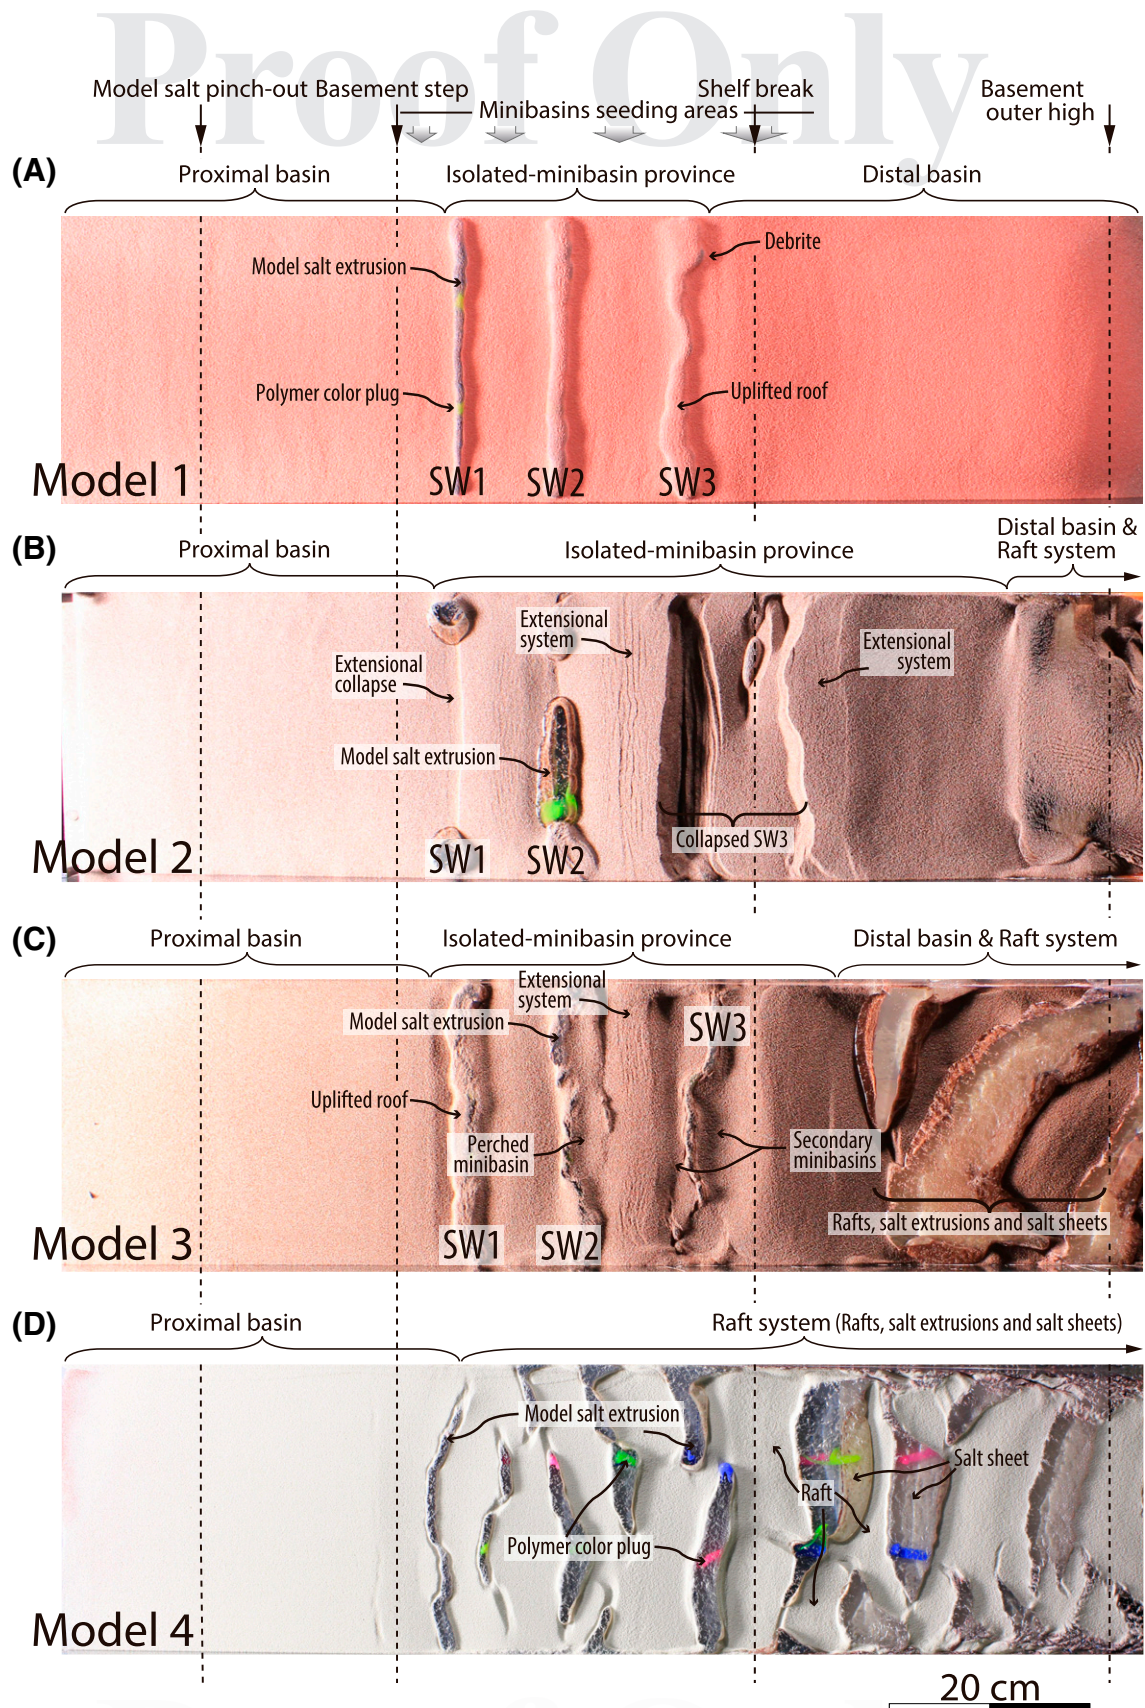 Proof Only
Model salt pinch-out
Basement step
Minibasins seeding areas
Shelf break
Basement
outer high
(A)
Proximal basin
Isolated-minibasin province
Distal basin
Debrite
Model salt extrusion
Polymer color plug
Uplifted roof
Model 1
SW1
SW2
SW3
(B)
Proximal basin
Isolated-minibasin province
Distal basin &
Raft system
Extensional
system
Extensional
system
Extensional
collapse
Model salt extrusion
Collapsed SW3
Model 2
SW1
SW2
(C)
Proximal basin
Isolated-minibasin province
Distal basin & Raft system
Extensional
system
Model salt extrusion
SW3
Uplifted roof
Perched
minibasin
Secondary
minibasins
Rafts, salt extrusions and salt sheets
Model 3
SW1
SW2
(D)
Proximal basin
Raft system (Rafts, salt extrusions and salt sheets)
Model salt extrusion
Salt sheet
Raft
Polymer color plug
Model 4
20 cm